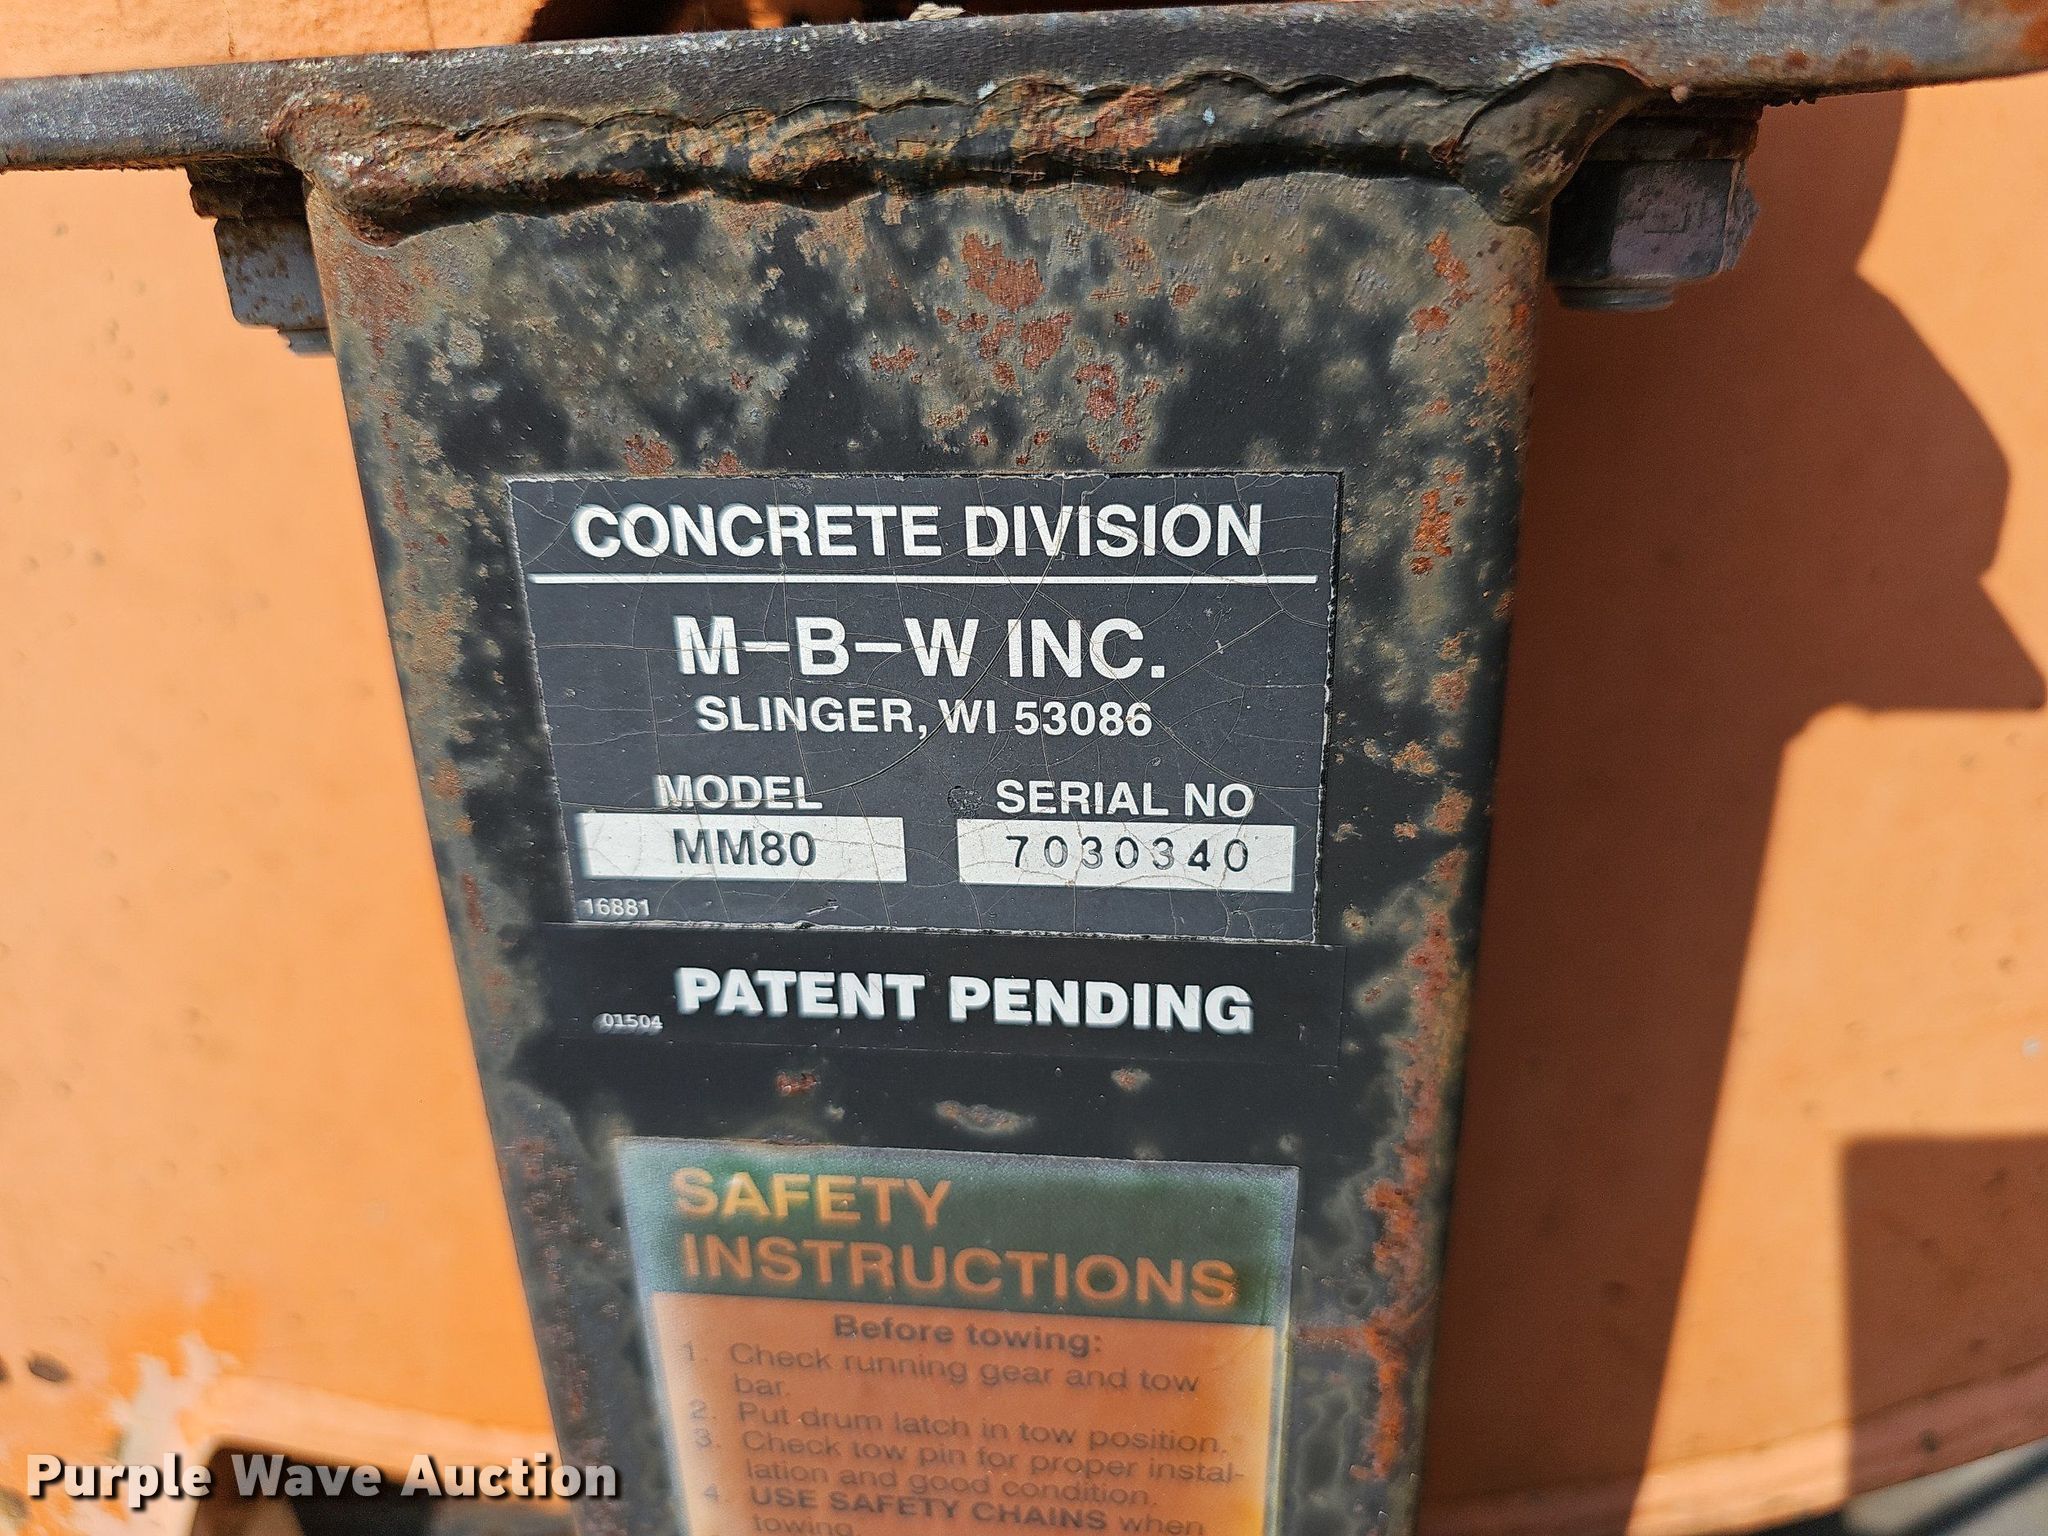 CONCRETE DIVISION
M-B-W INC.
SLINGER, WI 53086
MODEL SERIAL NO
MM80 7030340
16881
PATENT PENDING
01504
SAFETY
INSTRUCTIONS
Before towing:
1. Check running gear and tow
bar.
2. Put drum latch in tow position.
3. Check tow pin for proper instal-
lation and good condition.
4. USE SAFETY CHAINS when
towing.
Purple Wave Auction